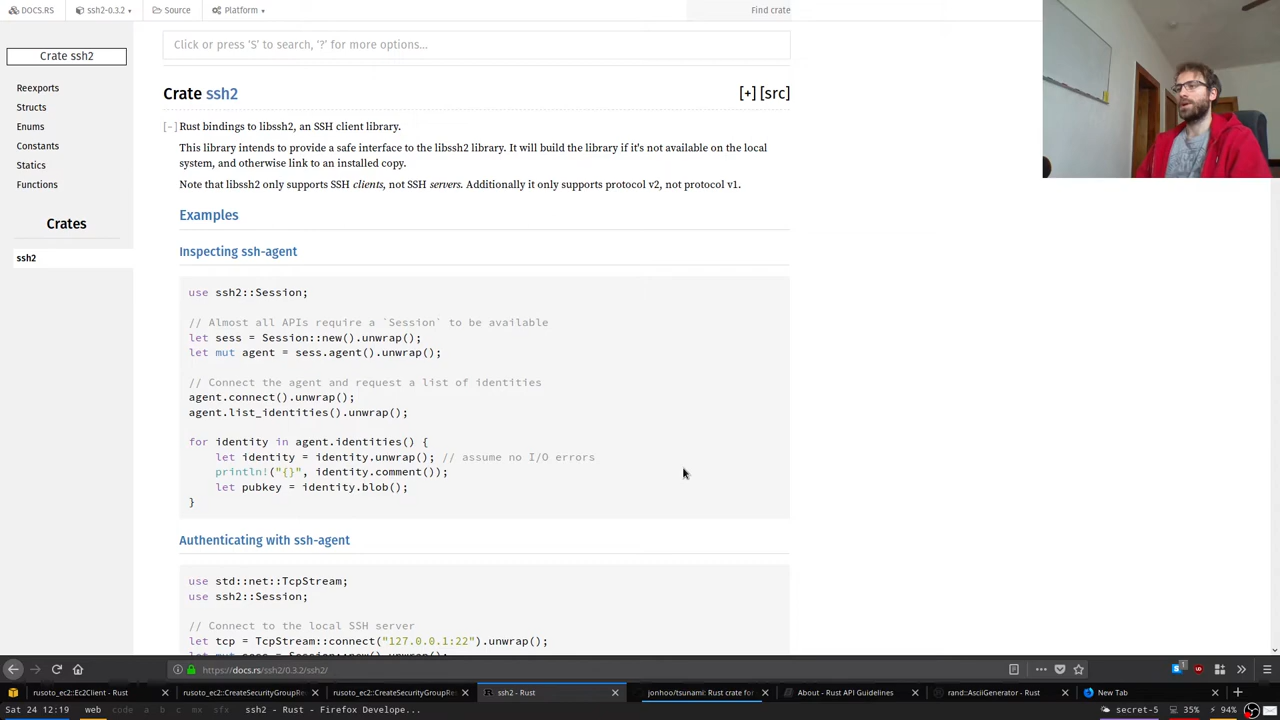 DOCS.RS
ssh2-0.3.2
Source
Platform
Find crate
Crate ssh2
Click or press 'S' to search, '?' for more options…
Reexports
Structs
Enums
Constants
Statics
Functions
Crates
ssh2
Crate ssh2
[+] [src]
[−] Rust bindings to libssh2, an SSH client library.
This library intends to provide a safe interface to the libssh2 library. It will build the library if it's not available on the local
system, and otherwise link to an installed copy.
Note that libssh2 only supports SSH clients, not SSH servers. Additionally it only supports protocol v2, not protocol v1.
Examples
Inspecting ssh-agent
use ssh2::Session;
// Almost all APIs require a `Session` to be available
let sess = Session::new().unwrap();
let mut agent = sess.agent().unwrap();
// Connect the agent and request a list of identities
agent.connect().unwrap();
agent.list_identities().unwrap();
for identity in agent.identities() {
let identity = identity.unwrap(); // assume no I/O errors
println!("{}", identity.comment());
let pubkey = identity.blob();
}
Authenticating with ssh-agent
use std::net::TcpStream;
use ssh2::Session;
// Connect to the local SSH server
let tcp = TcpStream::connect("127.0.0.1:22").unwrap();
let mut sess = Session::new().unwrap();
https://docs.rs/ssh2/0.3.2/ssh2/
rusoto_ec2::Ec2Client - Rust
rusoto_ec2::CreateSecurityGroupRe
rusoto_ec2::CreateSecurityGroupRes
ssh2 - Rust
jonhoo/tsunami: Rust crate for
About - Rust API Guidelines
rand::AsciiGenerator - Rust
New Tab
Sat 24 12:19
web code a b c mx sfx
ssh2 - Rust - Firefox Develope...
secret-5
35%
94%